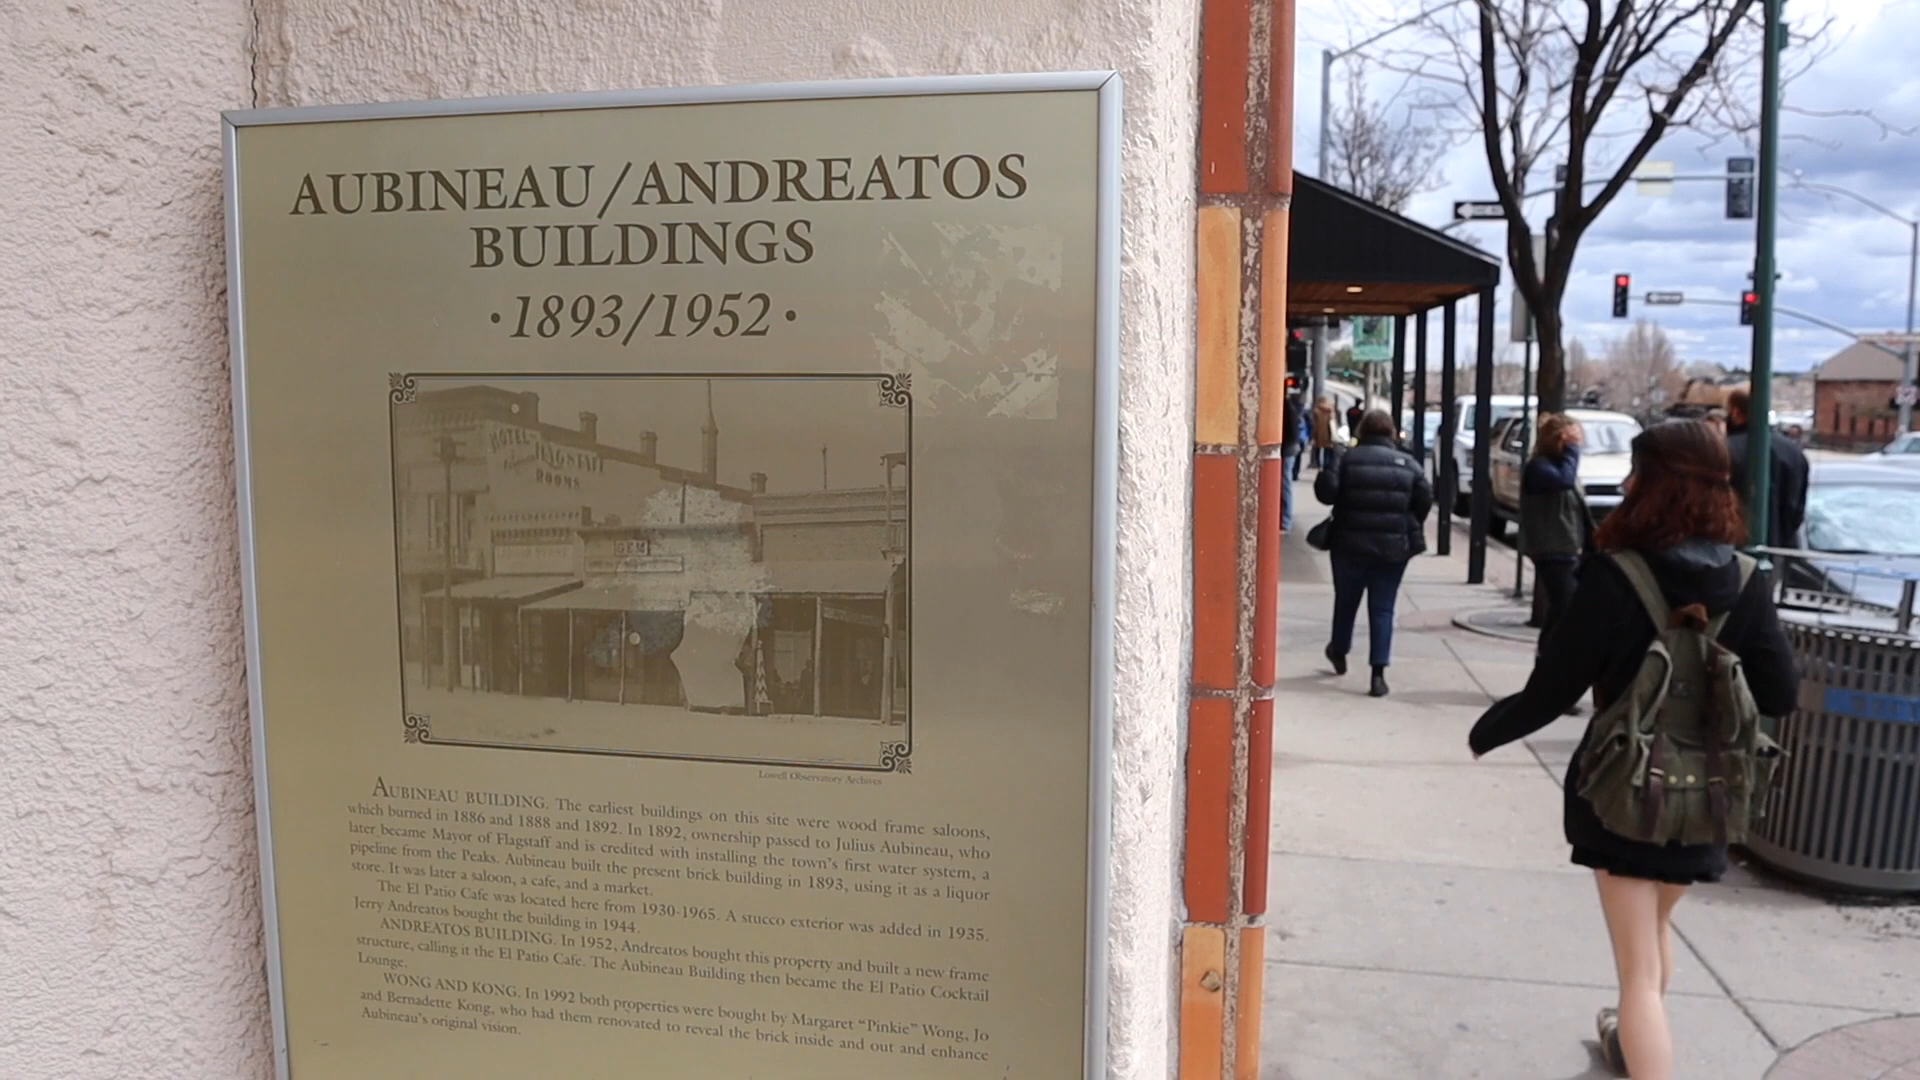 AUBINEAU/ANDREATOS
BUILDINGS
·1893/1952·
HOTEL FLAGSTAFF
ROOMS
GEM
Lowell Observatory Archives
AUBINEAU BUILDING. The earliest buildings on this site were wood frame saloons,
which burned in 1886 and 1888 and 1892. In 1892, ownership passed to Julius Aubineau, who
later became Mayor of Flagstaff and is credited with installing the town's first water system, a
pipeline from the Peaks. Aubineau built the present brick building in 1893, using it as a liquor
store. It was later a saloon, a cafe, and a market.
The El Patio Cafe was located here from 1930-1965. A stucco exterior was added in 1935.
Jerry Andreatos bought the building in 1944.
ANDREATOS BUILDING. In 1952, Andreatos bought this property and built a new frame
structure, calling it the El Patio Cafe. The Aubineau Building then became the El Patio Cocktail
Lounge.
WONG AND KONG. In 1992 both properties were bought by Margaret “Pinkie” Wong, Jo
and Bernadette Kong, who had them renovated to reveal the brick inside and out and enhance
Aubineau's original vision.